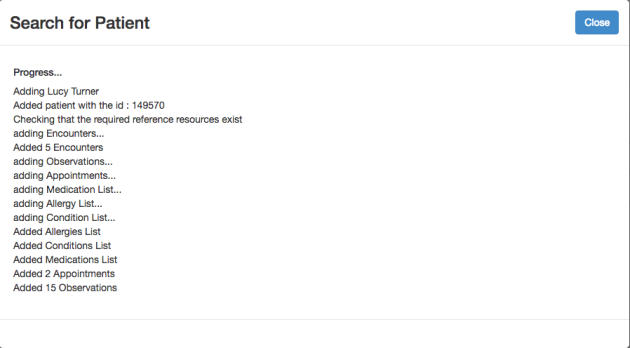 Search for Patient
Close
Progress...
Adding Lucy Turner
Added patient with the id : 149570
Checking that the required reference resources exist
adding Encounters...
Added 5 Encounters
adding Observations...
adding Appointments...
adding Medication List...
adding Allergy List...
adding Condition List...
Added Allergies List
Added Conditions List
Added Medications List
Added 2 Appointments
Added 15 Observations